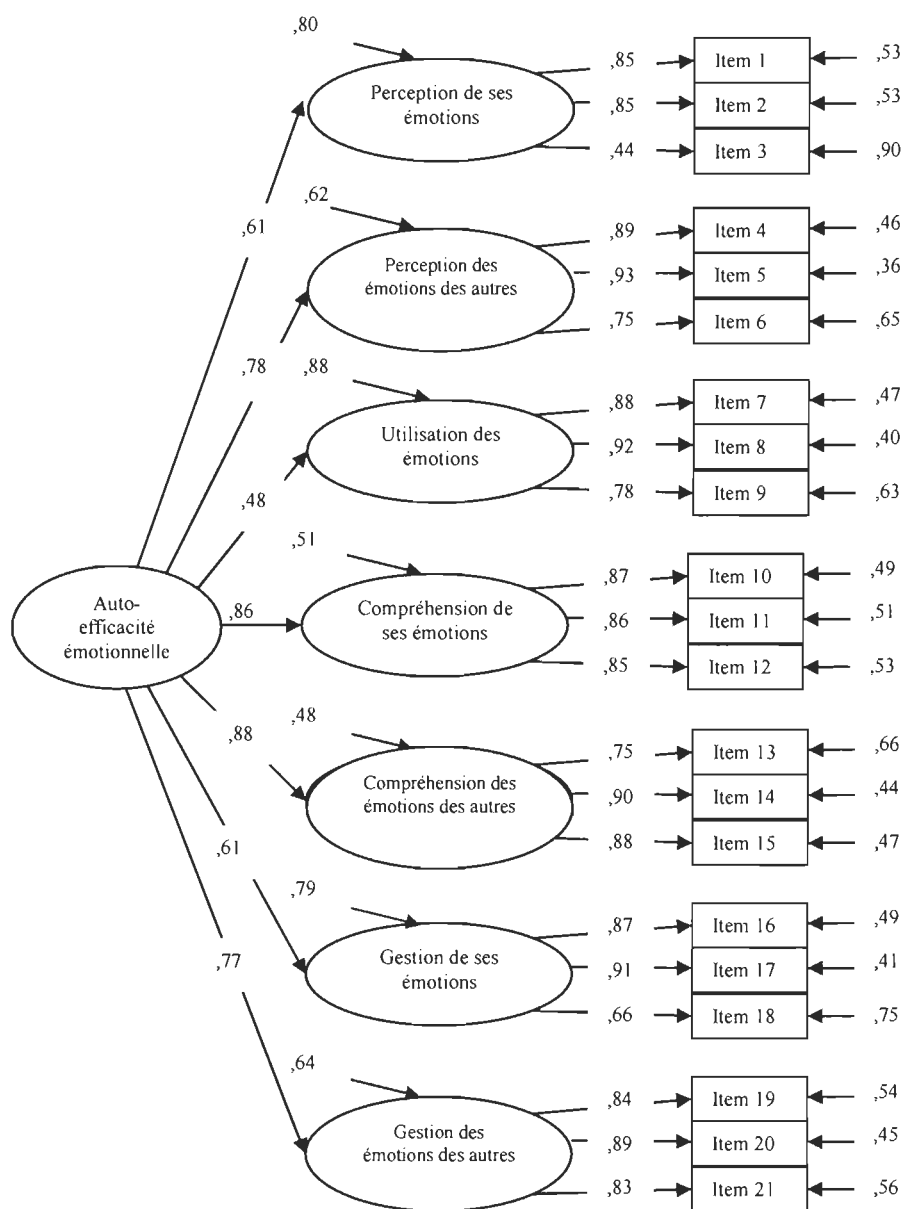 ,80
,85 Item 1 ,53
Perception de ses
émotions
,85 Item 2 ,53
,44 Item 3 ,90
,61
,62
,89 Item 4 ,46
Perception des
émotions des autres
,93 Item 5 ,36
,75 Item 6 ,65
,78
,88
,88 Item 7 ,47
Utilisation des
émotions
,92 Item 8 ,40
,78 Item 9 ,63
,48
,51
,87 Item 10 ,49
Compréhension de
ses émotions
,86 Item 11 ,51
,85 Item 12 ,53
Auto-
efficacité
émotionnelle
,86
,88
,48
,75 Item 13 ,66
Compréhension des
émotions des autres
,90 Item 14 ,44
,88 Item 15 ,47
,61
,79
,87 Item 16 ,49
Gestion de ses
émotions
,91 Item 17 ,41
,66 Item 18 ,75
,77
,64
,84 Item 19 ,54
Gestion des
émotions des autres
,89 Item 20 ,45
,83 Item 21 ,56